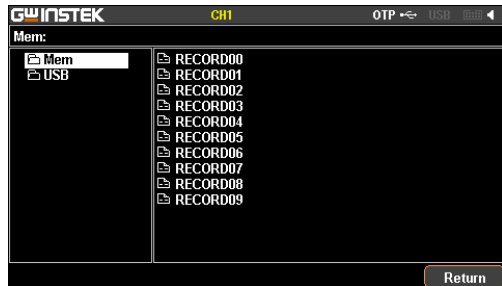 GWINSTEK CH1 OTP USB
Mem:
Mem
USB
RECORD00
RECORD01
RECORD02
RECORD03
RECORD04
RECORD05
RECORD06
RECORD07
RECORD08
RECORD09
Return